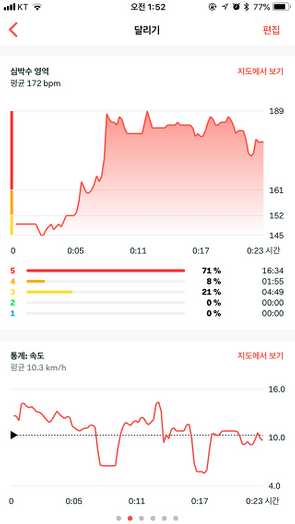 KT 오전 1:52 77%
달리기 편집
심박수 영역 지도에서 보기
평균 172 bpm
189
161
152
145
0 0:05 0:11 0:17 0:23 시간
5 71 % 16:34
4 8 % 01:55
3 21 % 04:49
2 0 % 00:00
1 0 % 00:00
통계: 속도 지도에서 보기
평균 10.3 km/h
16.0
10.0
4.0
0 0:05 0:11 0:17 0:23 시간